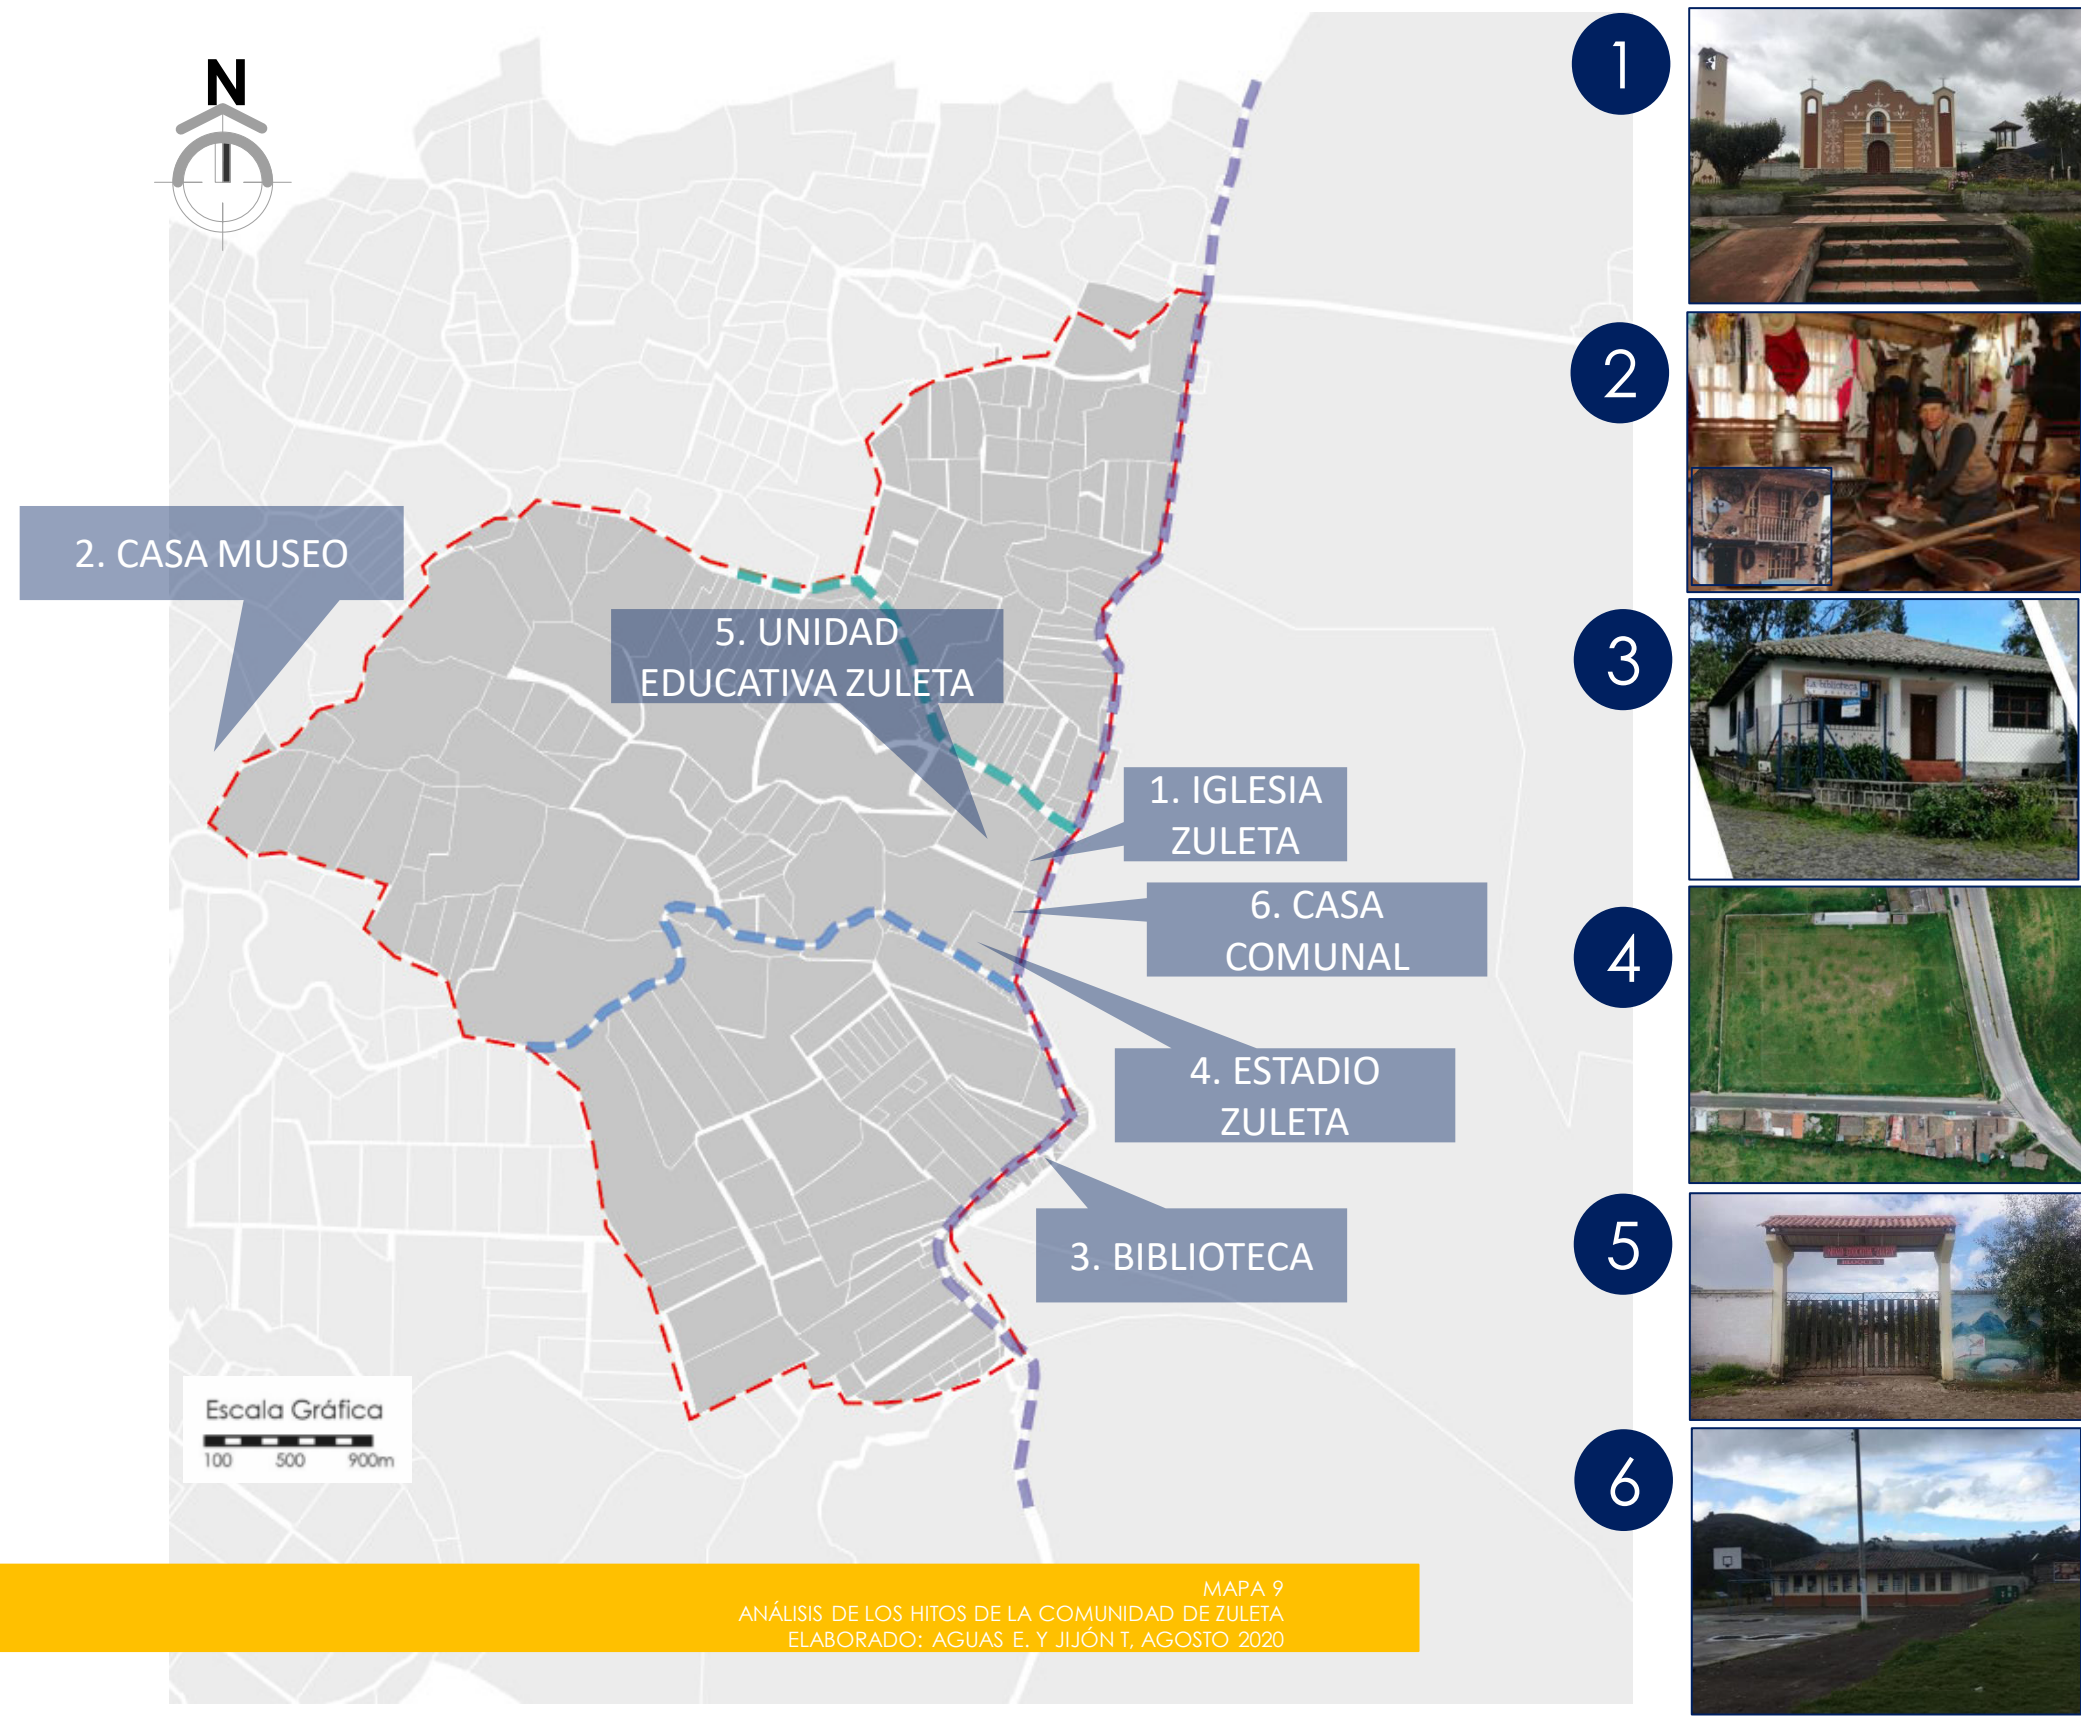 N
2. CASA MUSEO
5. UNIDAD
EDUCATIVA ZULETA
1. IGLESIA
ZULETA
6. CASA
COMUNAL
4. ESTADIO
ZULETA
3. BIBLIOTECA
Escala Gráfica
100 500 900m
MAPA 9
ANÁLISIS DE LOS HITOS DE LA COMUNIDAD DE ZULETA
ELABORADO: AGUAS E. Y JIJÓN T, AGOSTO 2020
1
2
3
La biblioteca
4
5
6